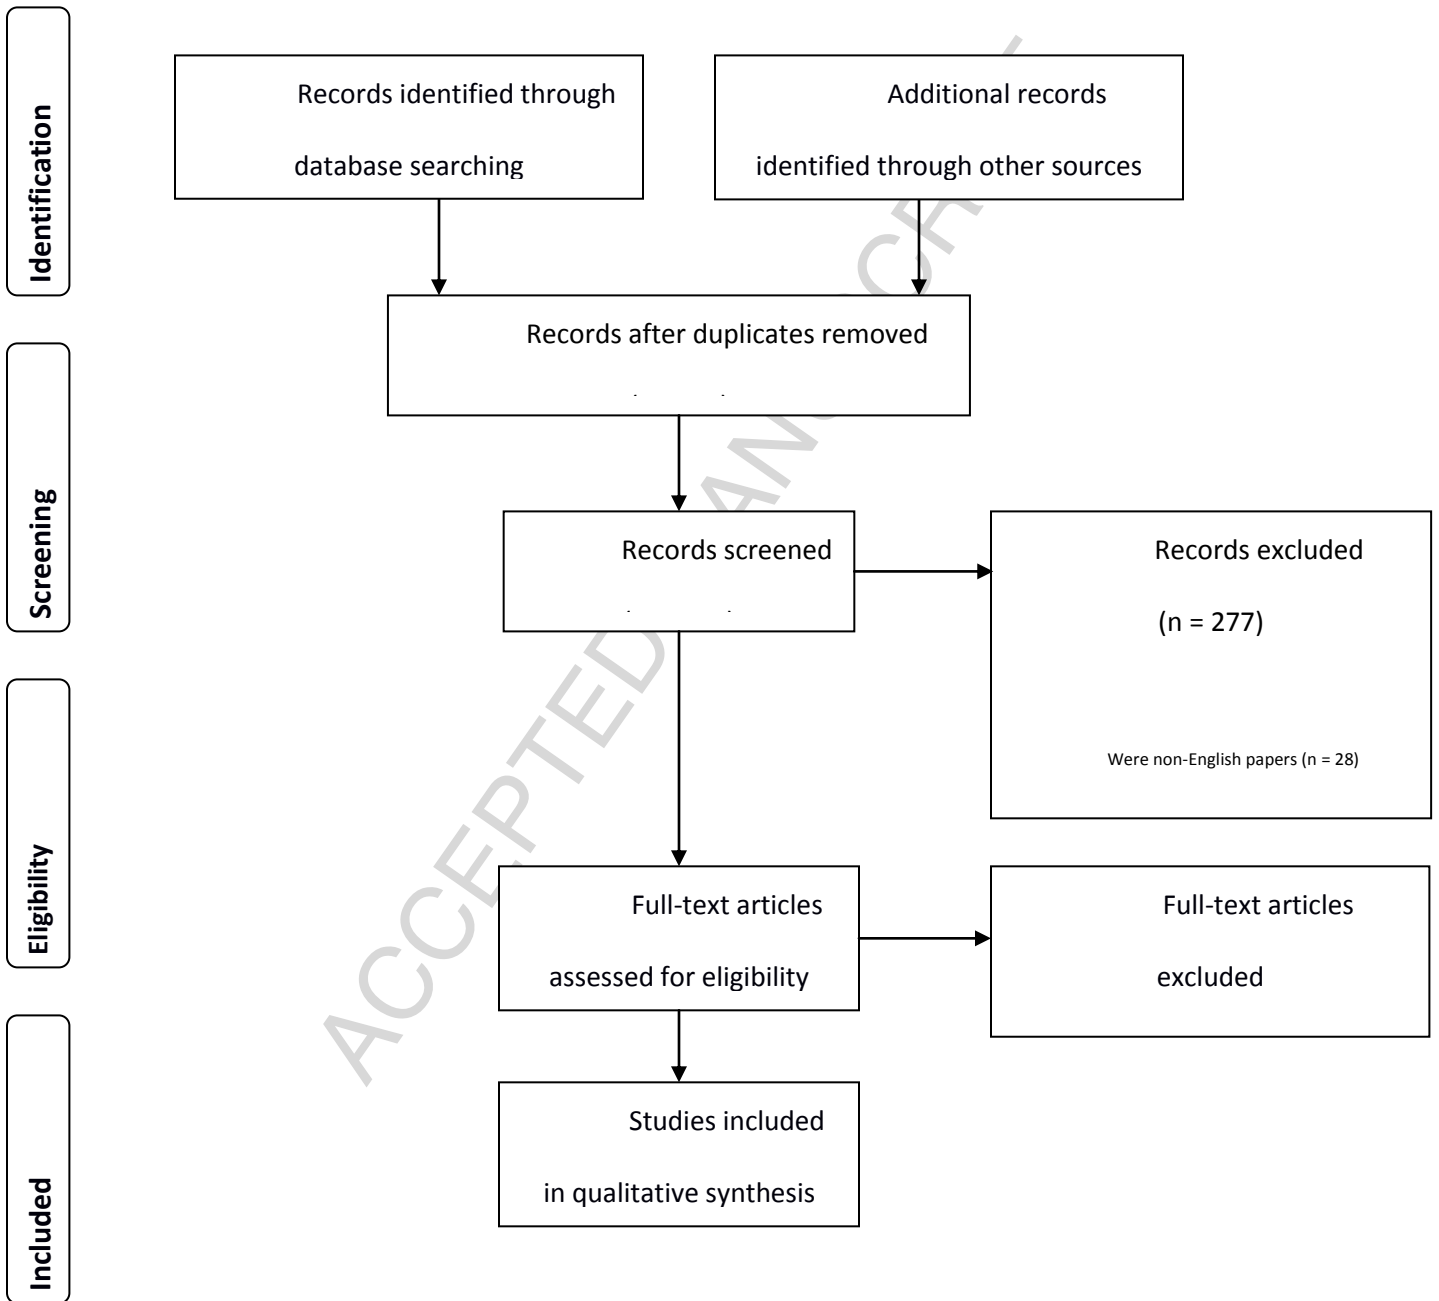 Identification
Records identified through
database searching
Additional records
identified through other sources
Records after duplicates removed
Screening
Records screened
Records excluded
(n = 277)
Were non-English papers (n = 28)
Eligibility
Full-text articles
assessed for eligibility
Full-text articles
excluded
Included
Studies included
in qualitative synthesis
ACCEPTED